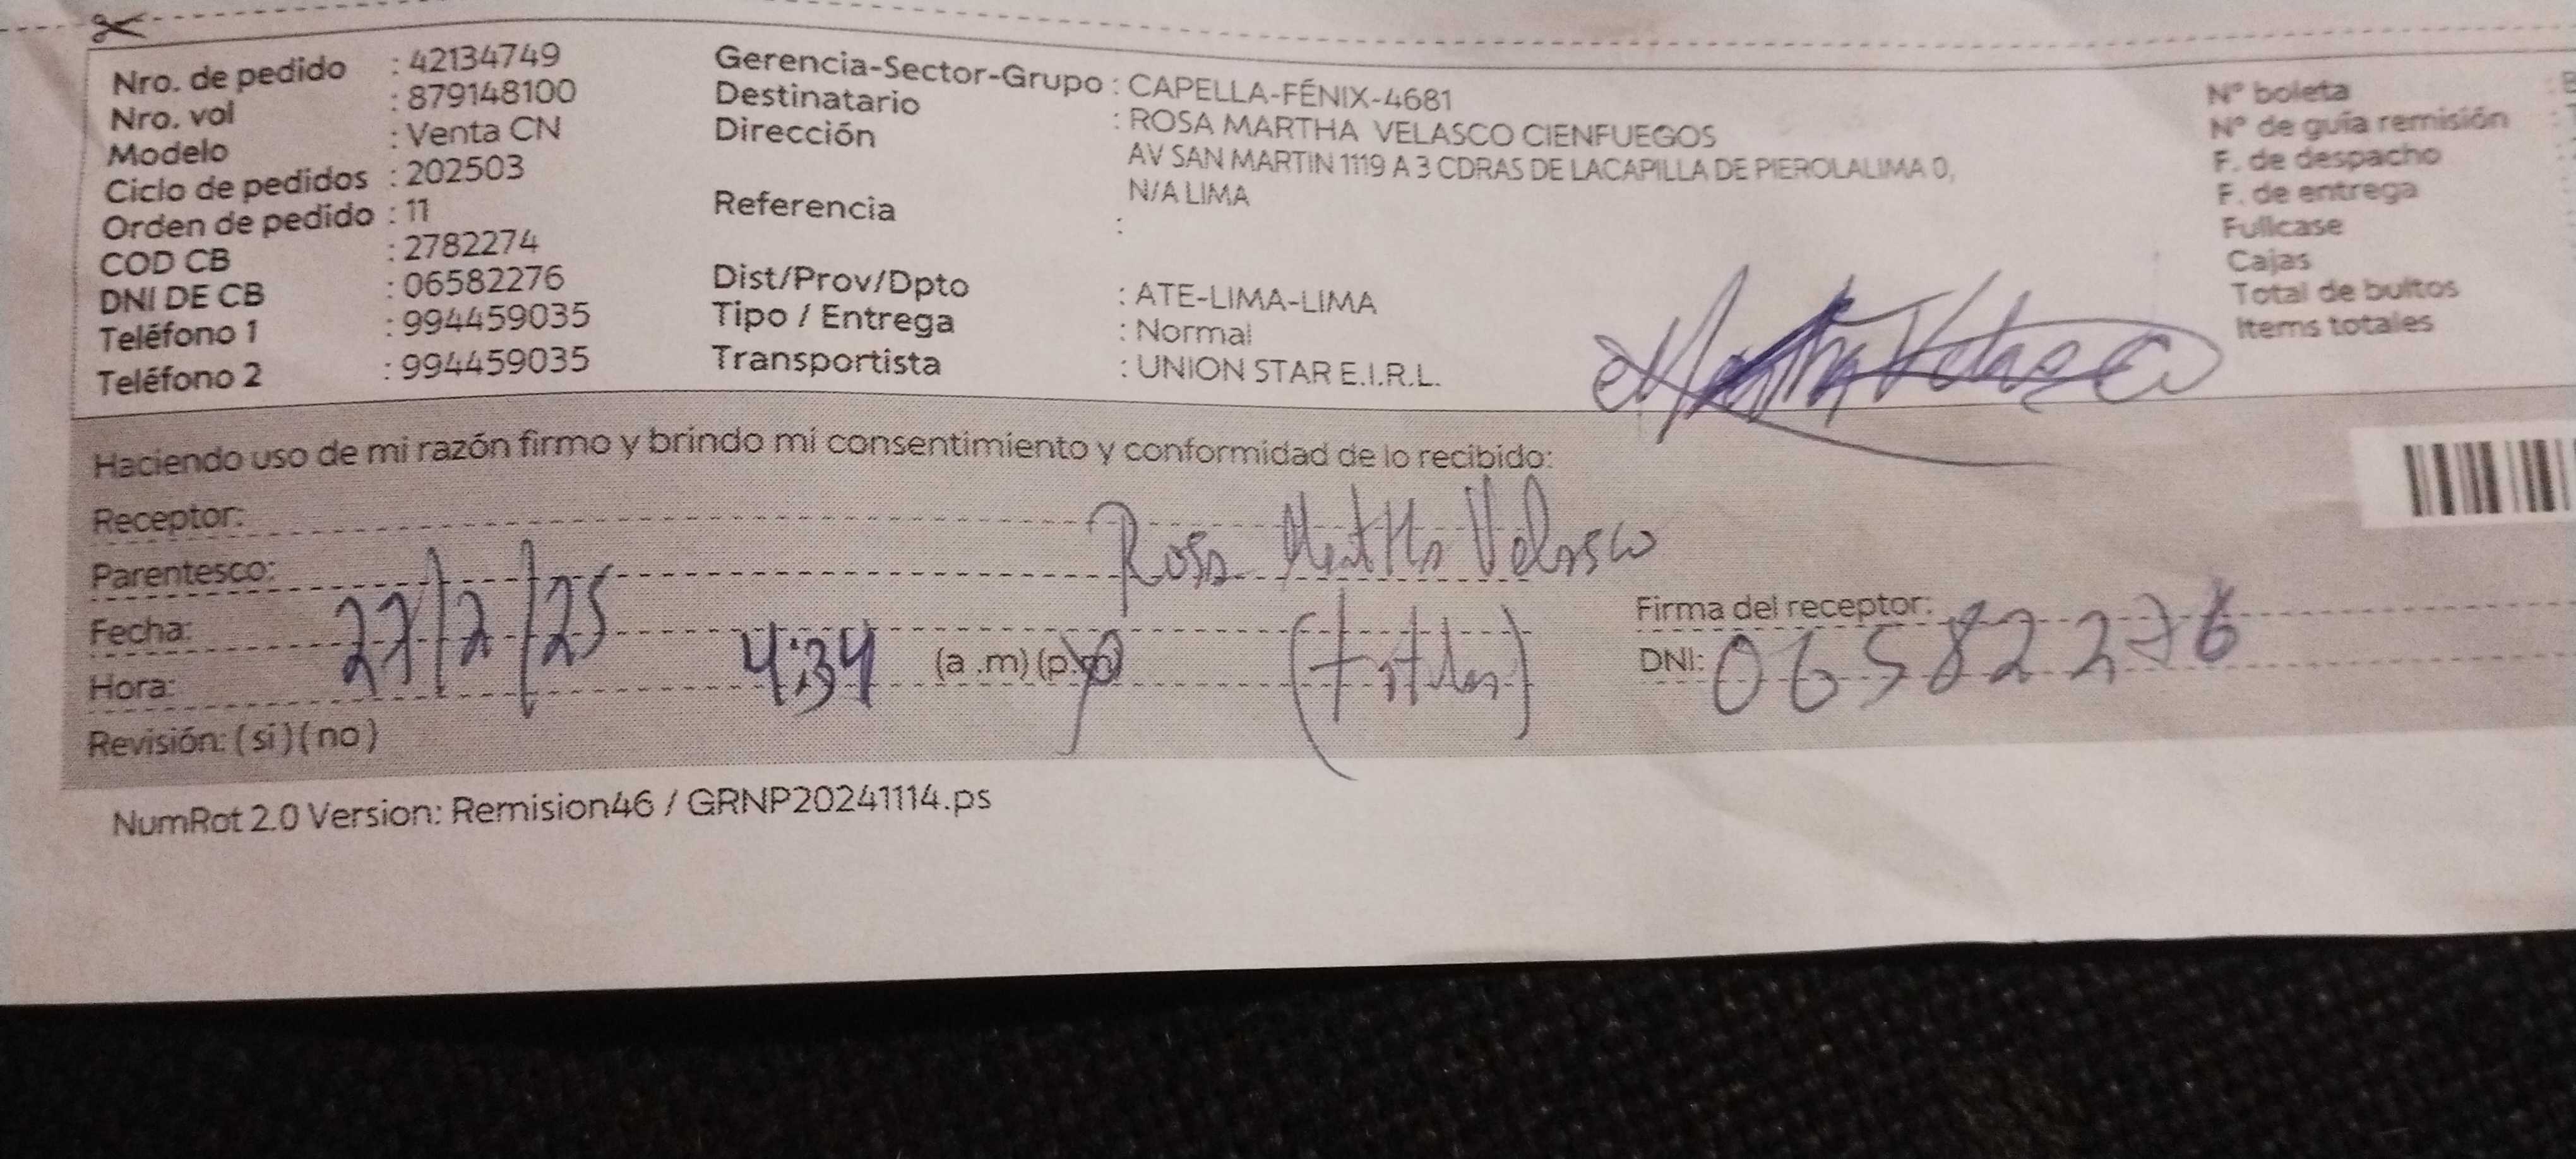 Nro. de pedido : 42134749
Nro. vol : 879148100
Modelo : Venta CN
Ciclo de pedidos : 202503
Orden de pedido : 11
COD CB : 2782274
DNI DE CB : 06582276
Teléfono 1 : 994459035
Teléfono 2 : 994459035
Gerencia-Sector-Grupo : CAPELLA-FÉNIX-4681
Destinatario : ROSA MARTHA VELASCO CIENFUEGOS
Dirección AV SAN MARTIN 1119 A 3 CDRAS DE LACAPILLA DE PIEROLALIMA 0,
N/A LIMA
Referencia :
Dist/Prov/Dpto : ATE-LIMA-LIMA
Tipo / Entrega : Normal
Transportista : UNION STAR E.I.R.L.
N° boleta
N° de guía remisión
F. de despacho
F. de entrega
Fullcase
Cajas
Total de bultos
Items totales
Martha Velasco
Haciendo uso de mi razón firmo y brindo mi consentimiento y conformidad de lo recibido:
Receptor: Rosa Martha Velasco
Parentesco:
Fecha: 27/2/25
Hora: 4:34 (a .m) (p.m)
(titular)
Firma del receptor:
DNI: 06582276
Revisión: ( si ) ( no )
NumRot 2.0 Version: Remision46 / GRNP20241114.ps